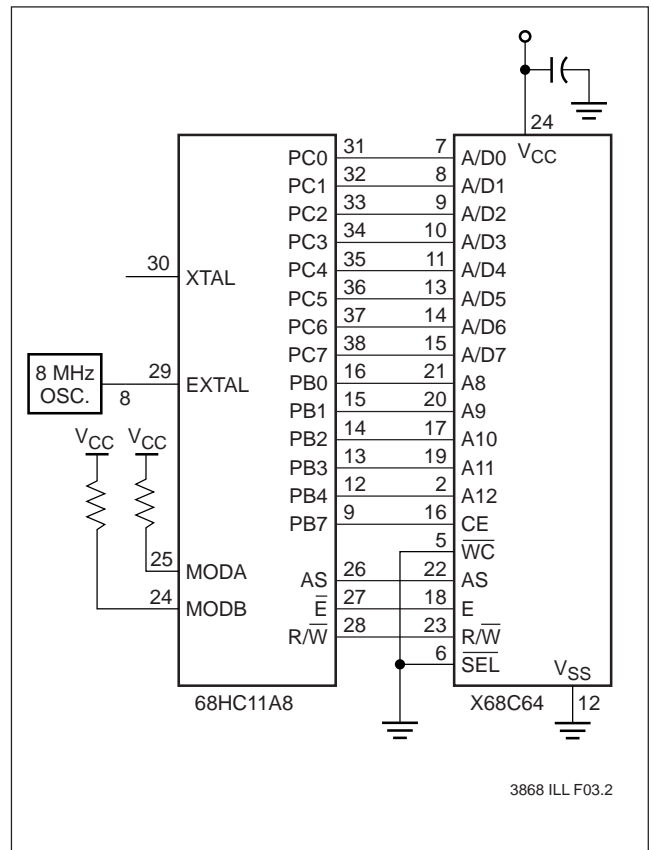 24
VCC
PC0 31 7 A/D0
PC1 32 8 A/D1
PC2 33 9 A/D2
PC3 34 10 A/D3
30 XTAL
PC4 35 11 A/D4
PC5 36 13 A/D5
PC6 37 14 A/D6
PC7 38 15 A/D7
8 MHz
OSC.
8
29 EXTAL
PB0 16 21 A8
PB1 15 20 A9
PB2 14 17 A10
PB3 13 19 A11
PB4 12 2 A12
PB7 9 16 CE
VCC VCC
5 W̅C̅
25 MODA
AS 26 22 AS
24 MODB
E̅ 27 18 E
R/W̅ 28 23 R/W̅
6 S̅E̅L̅
VSS
12
68HC11A8
X68C64
3868 ILL F03.2